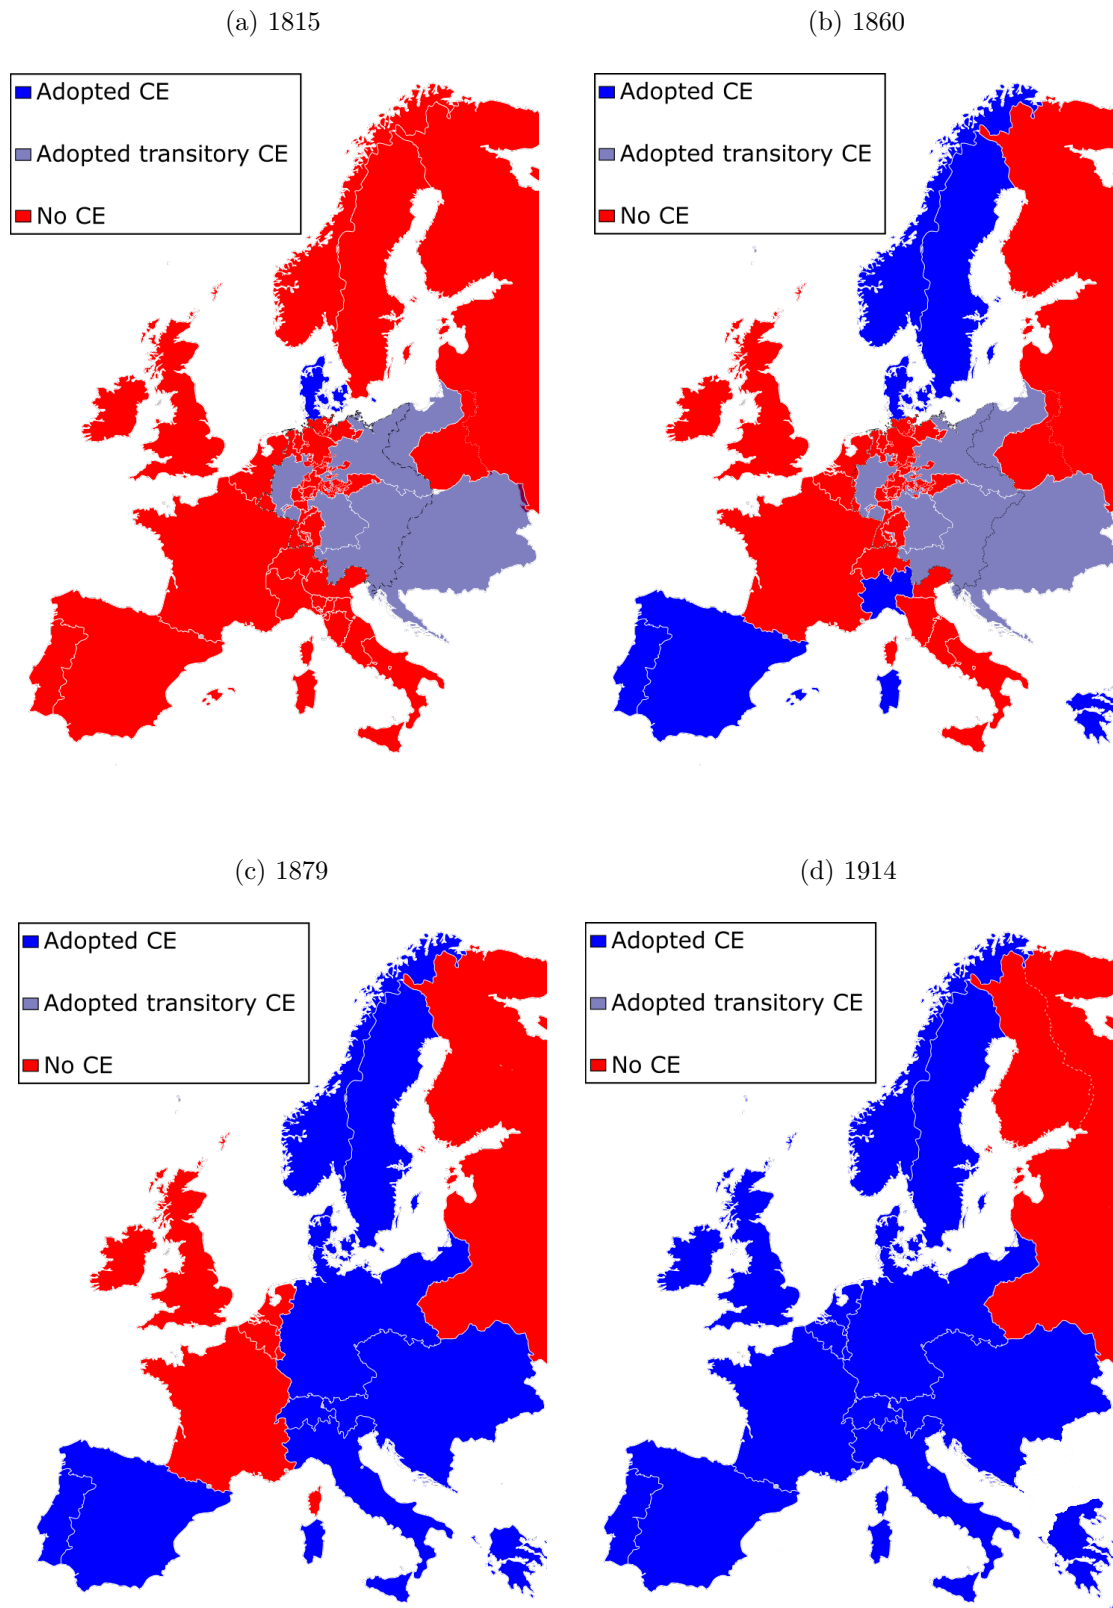 (a) 1815
(b) 1860
Adopted CE
Adopted transitory CE
No CE
Adopted CE
Adopted transitory CE
No CE
(c) 1879
(d) 1914
Adopted CE
Adopted transitory CE
No CE
Adopted CE
Adopted transitory CE
No CE